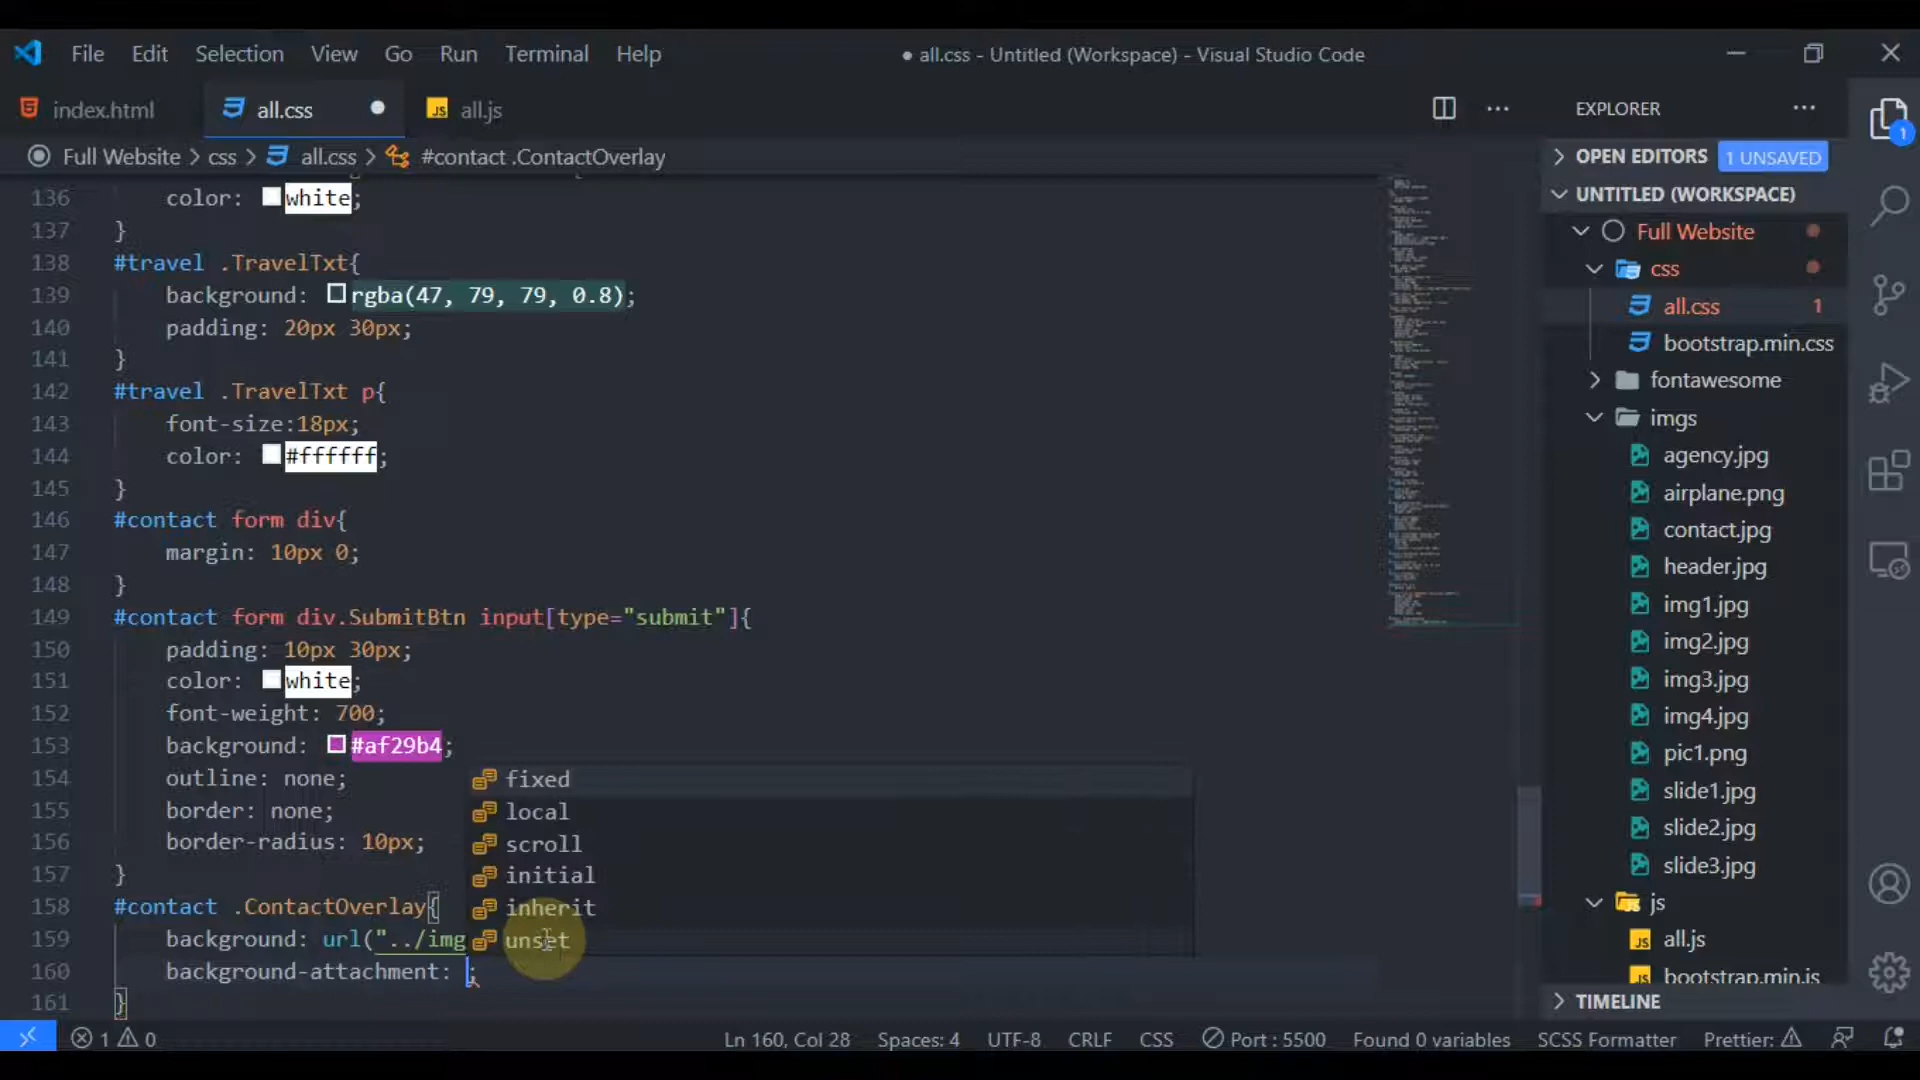 File Edit Selection View Go Run Terminal Help
● all.css - Untitled (Workspace) - Visual Studio Code
index.html
all.css
JS all.js
Full Website > css > all.css > #contact .ContactOverlay
136 color: white;
137 }
138 #travel .TravelTxt{
139 background: rgba(47, 79, 79, 0.8);
140 padding: 20px 30px;
141 }
142 #travel .TravelTxt p{
143 font-size:18px;
144 color: #ffffff;
145 }
146 #contact form div{
147 margin: 10px 0;
148 }
149 #contact form div.SubmitBtn input[type="submit"]{
150 padding: 10px 30px;
151 color: white;
152 font-weight: 700;
153 background: #af29b4;
154 outline: none;
155 border: none;
156 border-radius: 10px;
157 }
158 #contact .ContactOverlay{
159 background: url("../img
160 background-attachment: ;
161 }
fixed
local
scroll
initial
inherit
unset
EXPLORER
OPEN EDITORS 1 UNSAVED
UNTITLED (WORKSPACE)
Full Website
css
all.css 1
bootstrap.min.css
fontawesome
imgs
agency.jpg
airplane.png
contact.jpg
header.jpg
img1.jpg
img2.jpg
img3.jpg
img4.jpg
pic1.png
slide1.jpg
slide2.jpg
slide3.jpg
js
JS all.js
JS bootstrap.min.js
TIMELINE
1
1 0
Ln 160, Col 28
Spaces: 4
UTF-8
CRLF
CSS
Port : 5500
Found 0 variables
SCSS Formatter
Prettier: